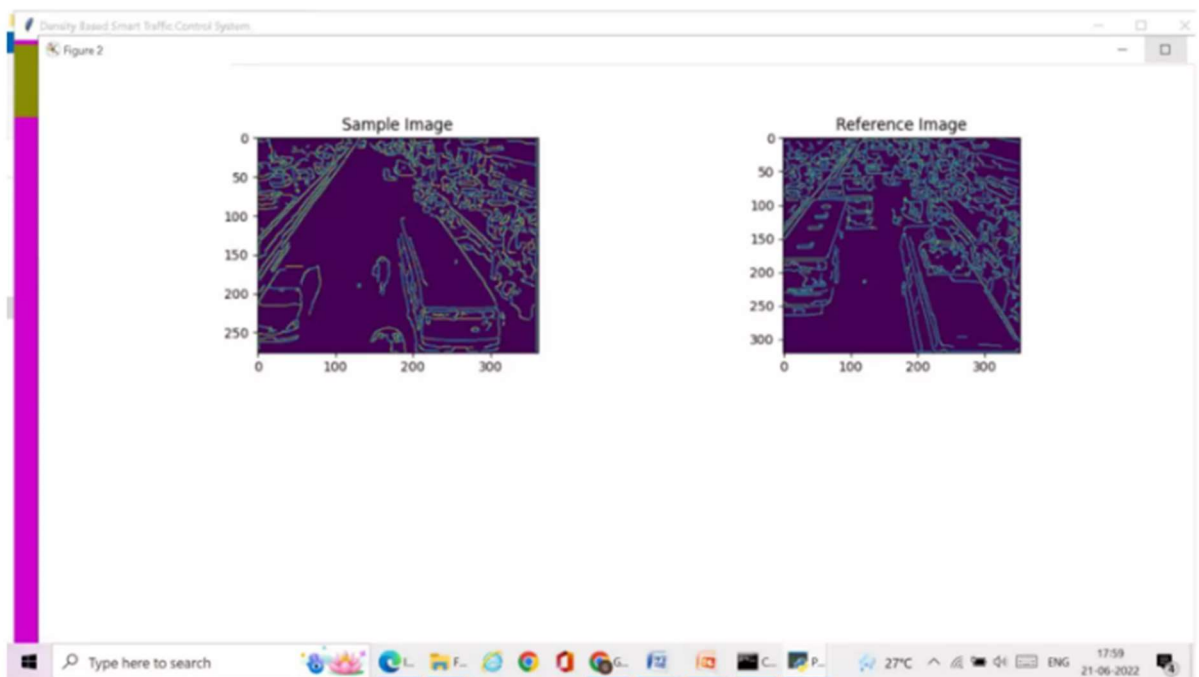 Density Based Smart Traffic Control System
Figure 2
Sample Image
0
50
100
150
200
250
0
100
200
300
Reference Image
0
50
100
150
200
250
300
0
100
200
300
Type here to search
I...
F...
G...
C...
P...
27°C
ENG
17:59
21-06-2022
4